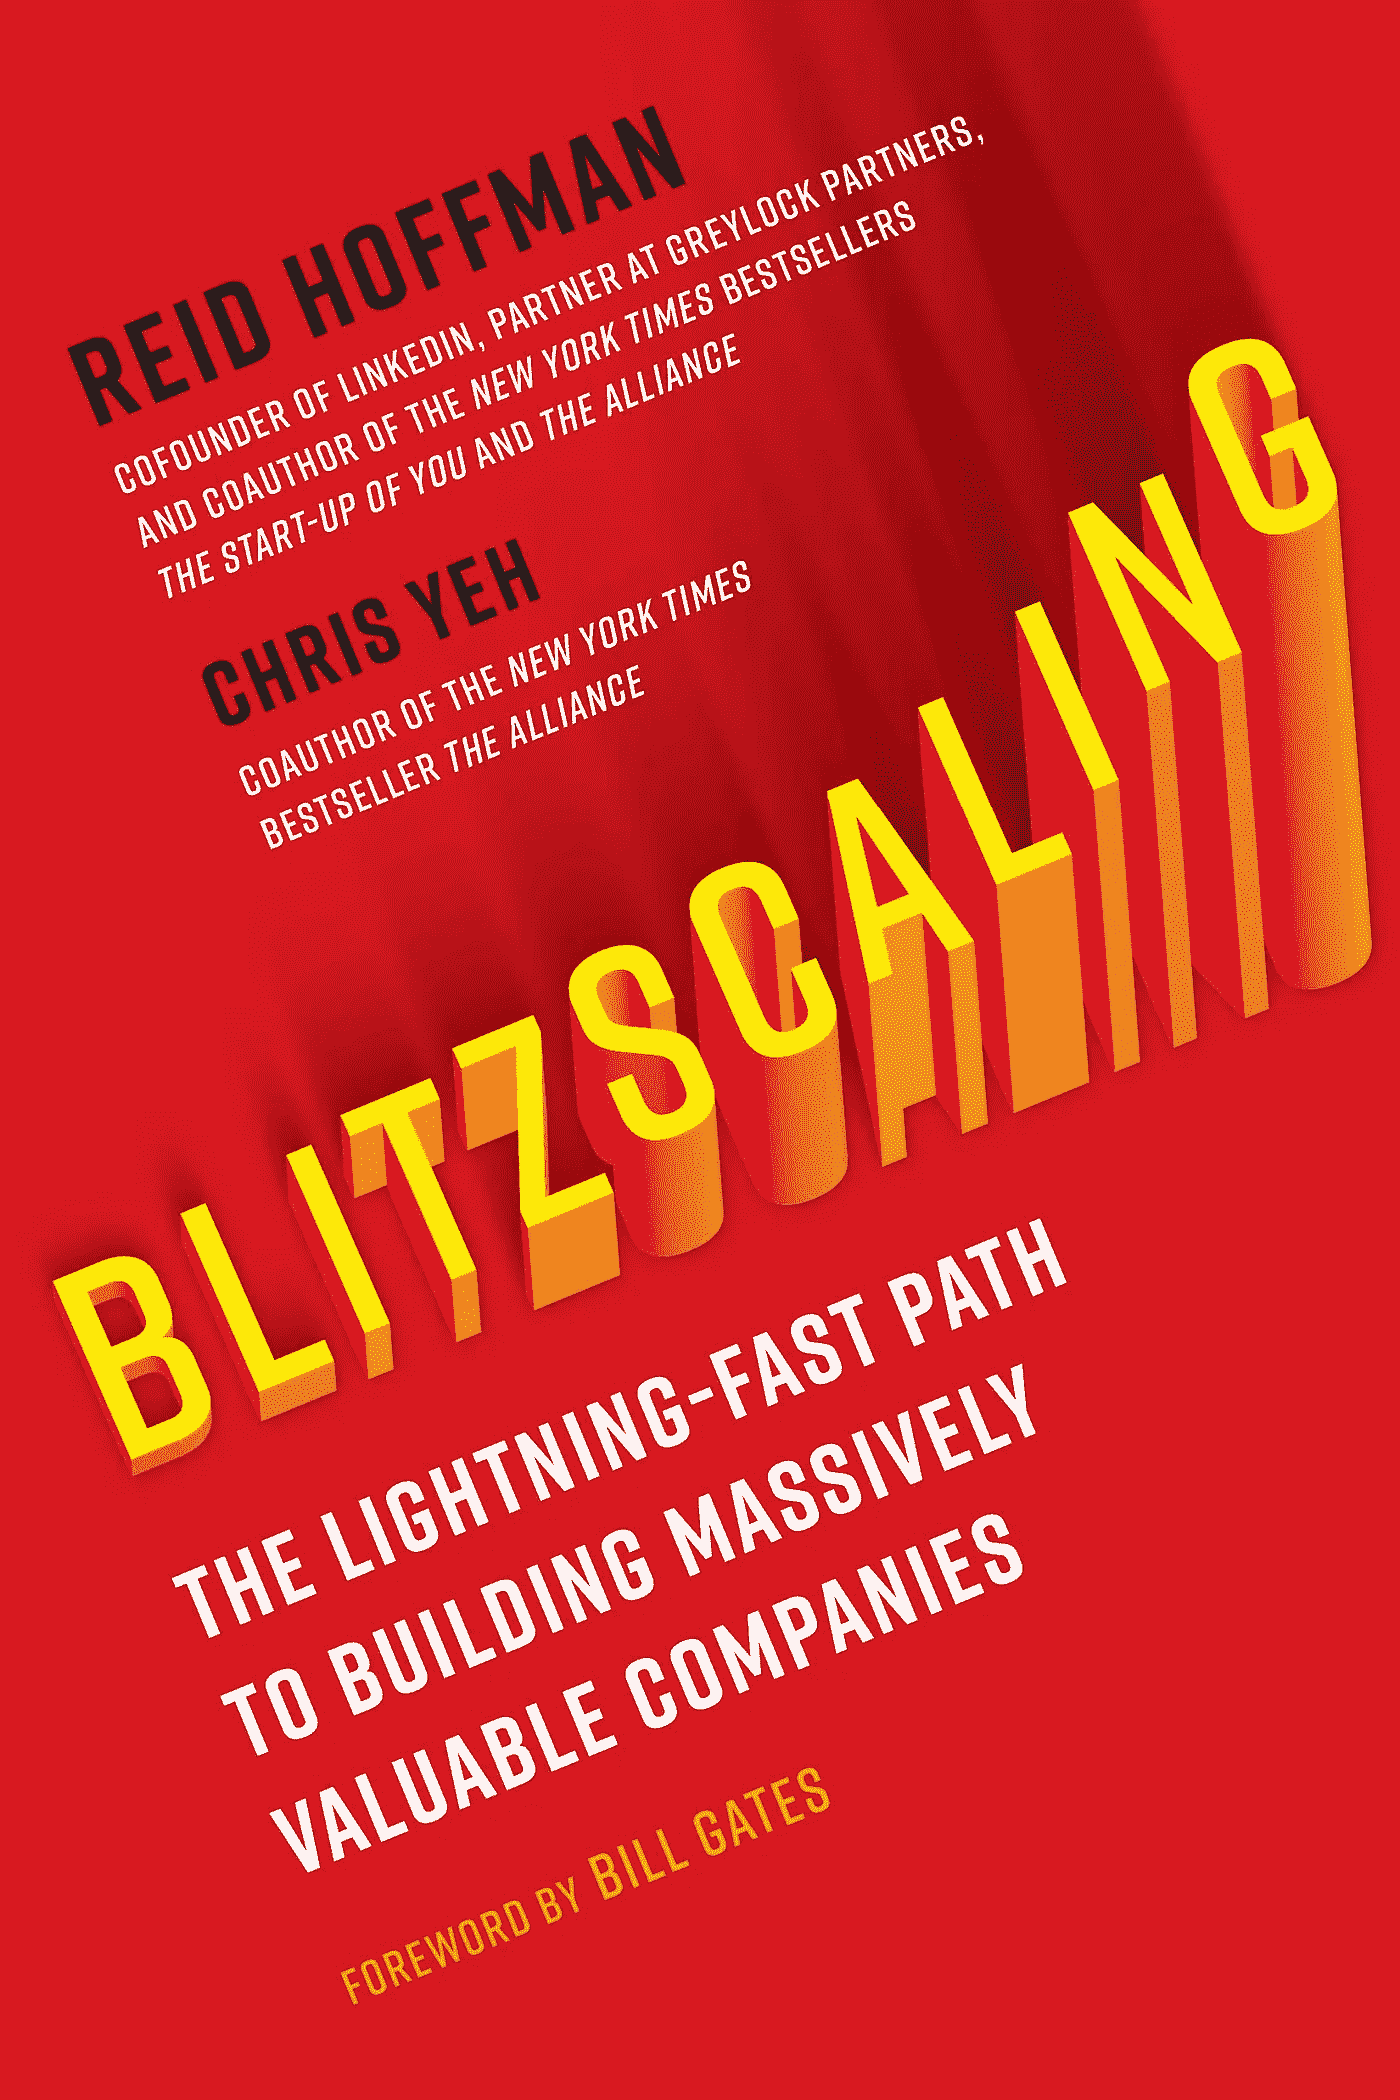 REID HOFFMAN
COFOUNDER OF LINKEDIN, PARTNER AT GREYLOCK PARTNERS,
AND COAUTHOR OF THE NEW YORK TIMES BESTSELLERS
THE START-UP OF YOU AND THE ALLIANCE
CHRIS YEH
COAUTHOR OF THE NEW YORK TIMES
BESTSELLER THE ALLIANCE
BLITZSCALING
THE LIGHTNING-FAST PATH
TO BUILDING MASSIVELY
VALUABLE COMPANIES
FOREWORD BY BILL GATES